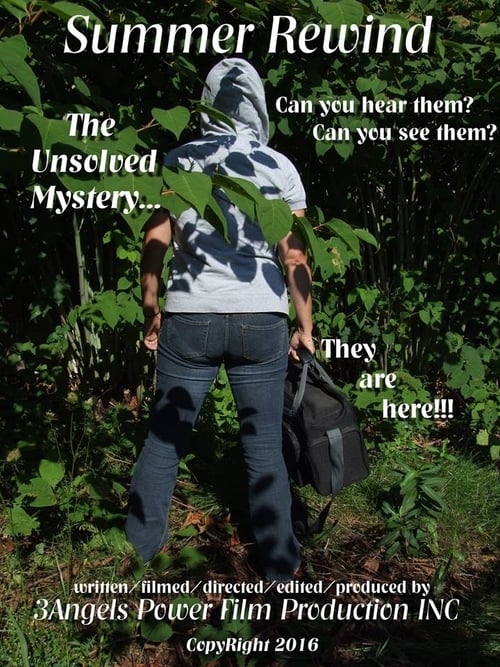 Summer Rewind
Can you hear them?
Can you see them?
The
Unsolved
Mystery...
They
are
here!!!
written/filmed/directed/edited/produced by
3Angels Power Film Production INC
CopyRight 2016